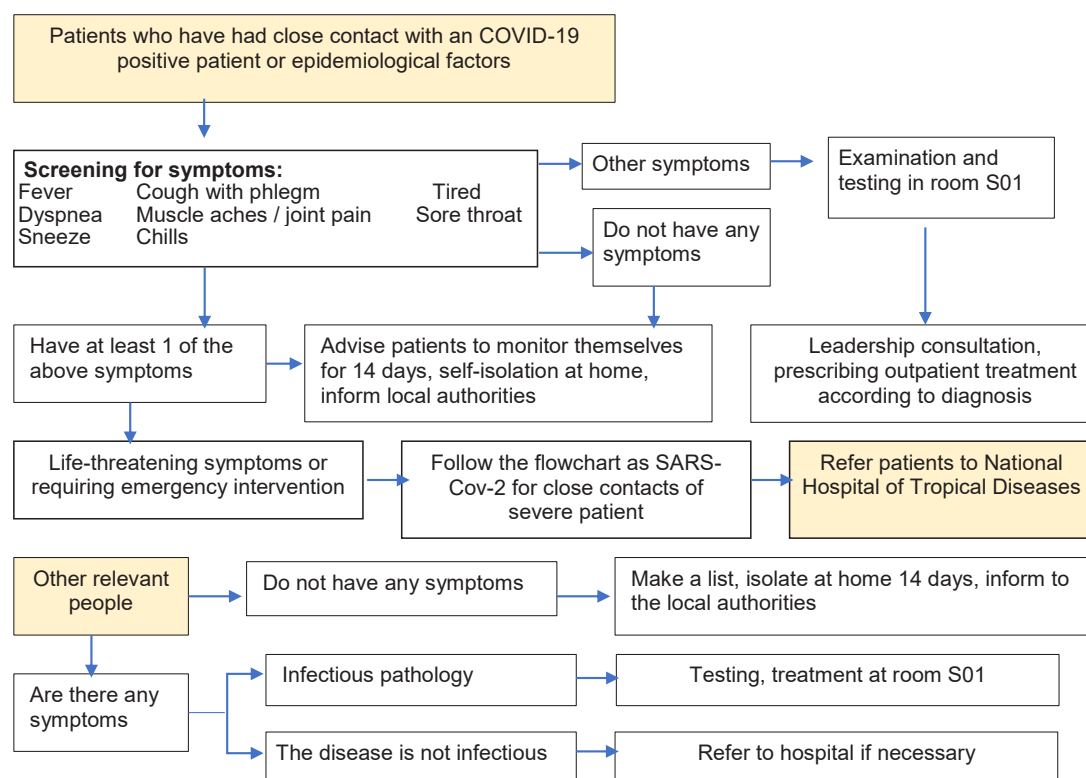 Patients who have had close contact with an COVID-19
positive patient or epidemiological factors
Screening for symptoms:
Fever Cough with phlegm Tired
Dyspnea Muscle aches / joint pain Sore throat
Sneeze Chills
Other symptoms
Examination and
testing in room S01
Do not have any
symptoms
Have at least 1 of the
above symptoms
Advise patients to monitor themselves
for 14 days, self-isolation at home,
inform local authorities
Leadership consultation,
prescribing outpatient treatment
according to diagnosis
Life-threatening symptoms or
requiring emergency intervention
Follow the flowchart as SARS-
Cov-2 for close contacts of
severe patient
Refer patients to National
Hospital of Tropical Diseases
Other relevant
people
Do not have any symptoms
Make a list, isolate at home 14 days, inform to
the local authorities
Are there any
symptoms
Infectious pathology
Testing, treatment at room S01
The disease is not infectious
Refer to hospital if necessary